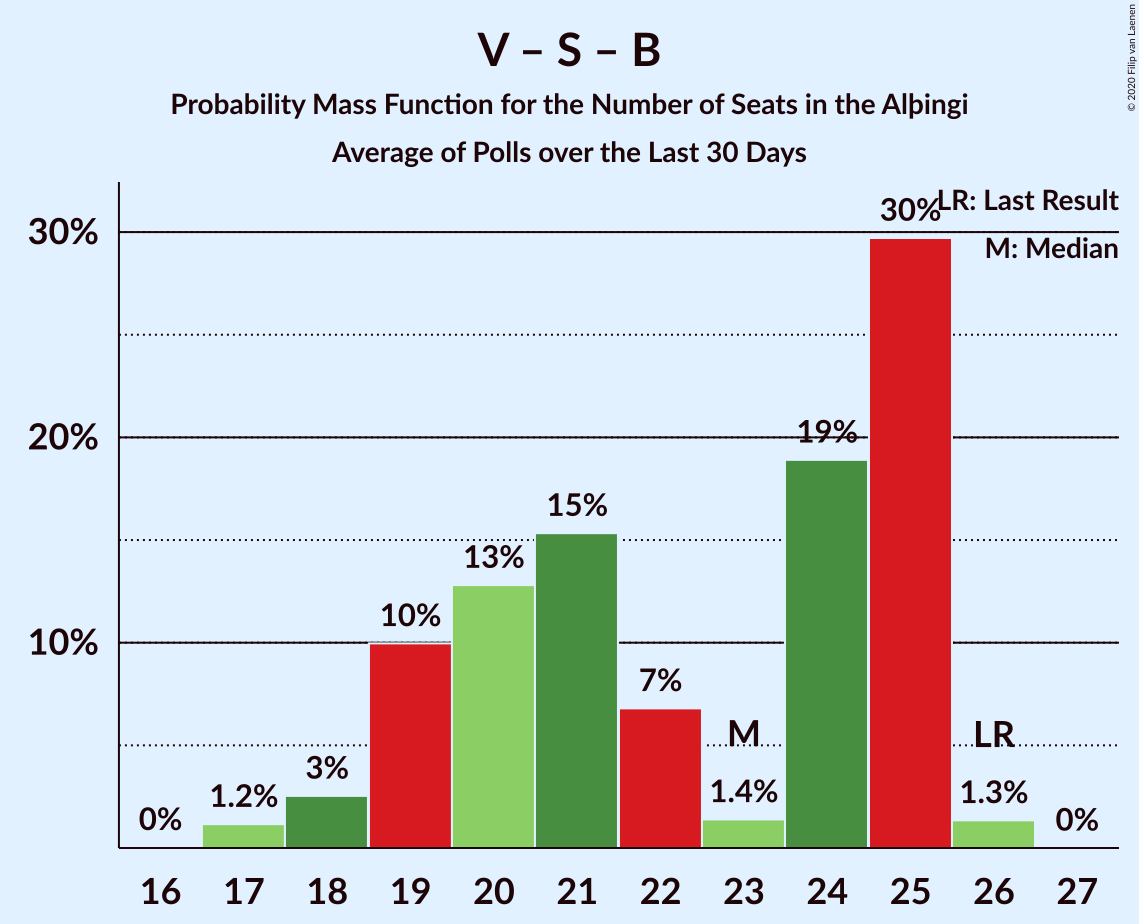 V – S – B
Probability Mass Function for the Number of Seats in the Alþingi
Average of Polls over the Last 30 Days
© 2020 Filip van Laenen
LR: Last Result
M: Median
30%
20%
10%
0%
1.2%
3%
10%
13%
15%
7%
M
1.4%
19%
30%
LR
1.3%
0%
16 17 18 19 20 21 22 23 24 25 26 27